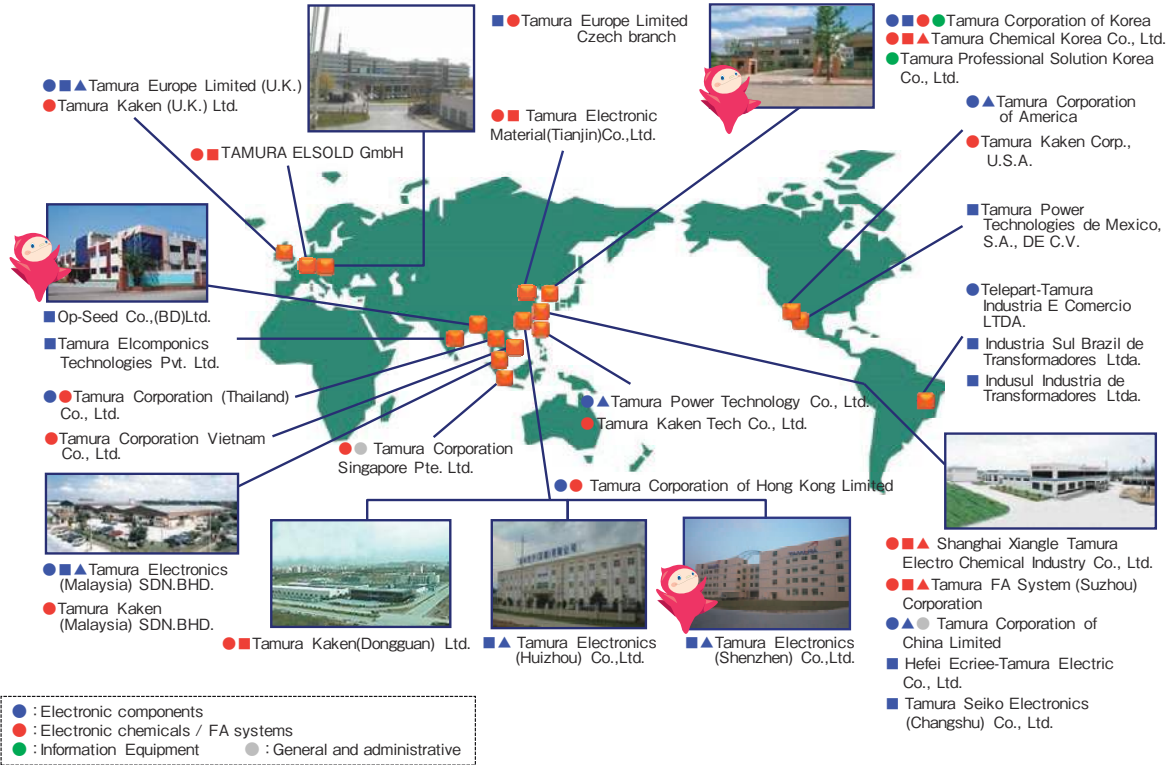 Tamura Europe Limited
Czech branch
Tamura Corporation of Korea
Tamura Chemical Korea Co., Ltd.
Tamura Professional Solution Korea
Co., Ltd.
Tamura Europe Limited (U.K.)
Tamura Kaken (U.K.) Ltd.
TAMURA ELSOLD GmbH
Tamura Electronic
Material(Tianjin)Co.,Ltd.
Tamura Corporation
of America
Tamura Kaken Corp.,
U.S.A.
Tamura Power
Technologies de Mexico,
S.A., DE C.V.
Telepart-Tamura
Industria E Comercio
LTDA.
Industria Sul Brazil de
Transformadores Ltda.
Indusul Industria de
Transformadores Ltda.
Op-Seed Co.,(BD)Ltd.
Tamura Elcomponics
Technologies Pvt. Ltd.
Tamura Corporation (Thailand)
Co., Ltd.
Tamura Corporation Vietnam
Co., Ltd.
Tamura Corporation
Singapore Pte. Ltd.
Tamura Power Technology Co., Ltd.
Tamura Kaken Tech Co., Ltd.
Tamura Corporation of Hong Kong Limited
Tamura Electronics
(Malaysia) SDN.BHD.
Tamura Kaken
(Malaysia) SDN.BHD.
Tamura Kaken(Dongguan) Ltd.
Tamura Electronics
(Huizhou) Co.,Ltd.
TAMURA
Tamura Electronics
(Shenzhen) Co.,Ltd.
Shanghai Xiangle Tamura
Electro Chemical Industry Co., Ltd.
Tamura FA System (Suzhou)
Corporation
Tamura Corporation of
China Limited
Hefei Ecriee-Tamura Electric
Co., Ltd.
Tamura Seiko Electronics
(Changshu) Co., Ltd.
: Electronic components
: Electronic chemicals / FA systems
: Information Equipment : General and administrative